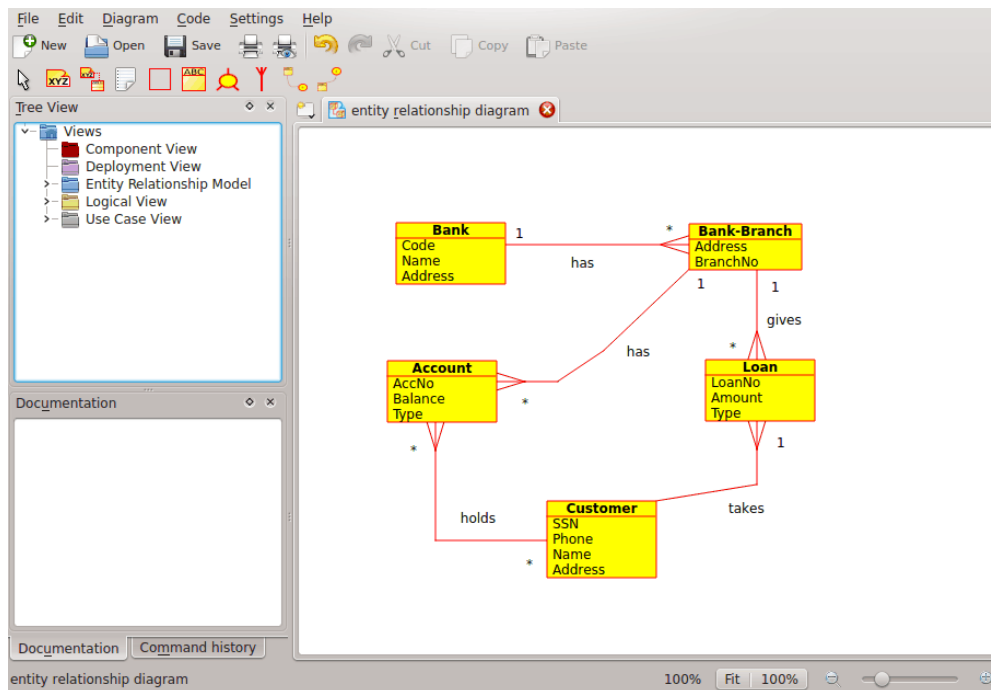 File Edit Diagram Code Settings Help
New Open Save Cut Copy Paste
XYZ XYZ ABC
Tree View
entity relationship diagram
Views
Component View
Deployment View
Entity Relationship Model
Logical View
Use Case View
Bank
Code
Name
Address
1
has
*
Bank-Branch
Address
BranchNo
1
1
has
gives
*
*
Account
AccNo
Balance
Type
Loan
LoanNo
Amount
Type
*
1
holds
takes
*
Customer
SSN
Phone
Name
Address
Documentation
Documentation Command history
entity relationship diagram
100% Fit 100%